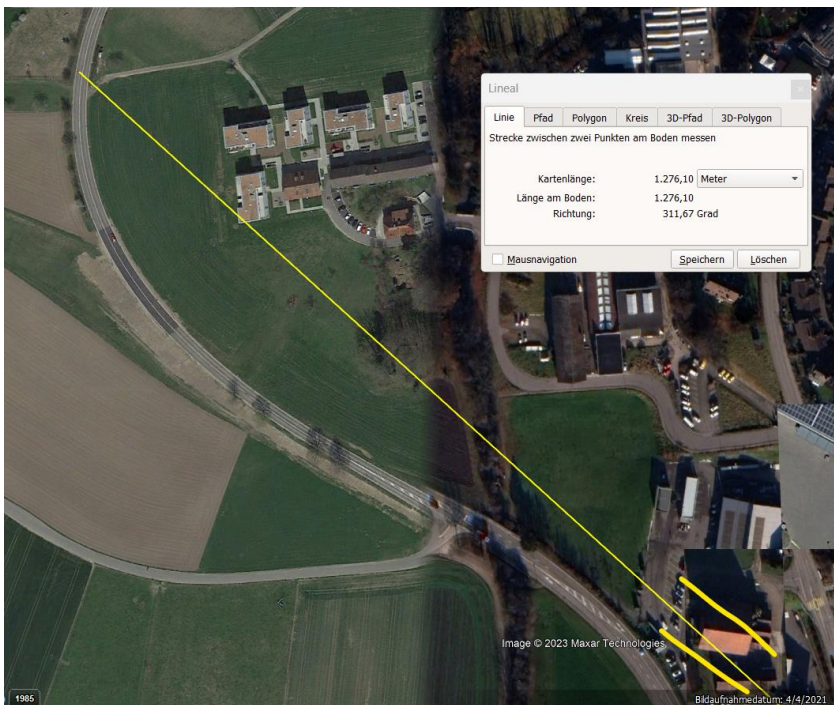 Lineal
Linie Pfad Polygon Kreis 3D-Pfad 3D-Polygon
Strecke zwischen zwei Punkten am Boden messen
Kartenlänge: 1.276,10 Meter
Länge am Boden: 1.276,10
Richtung: 311,67 Grad
Mausnavigation Speichern Löschen
Image © 2023 Maxar Technologies
1985 Bildaufnahmedatum: 4/4/2021